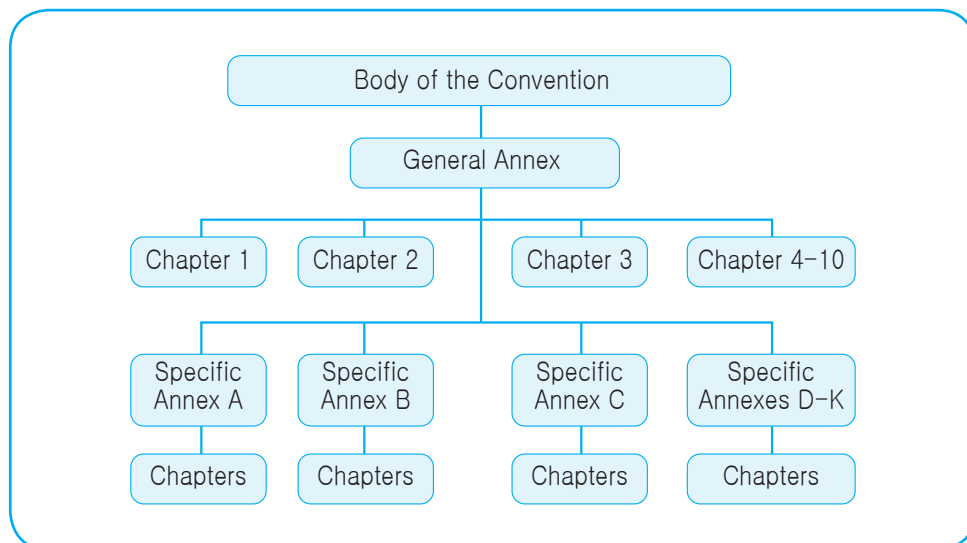 Body of the Convention
General Annex
Chapter 1
Chapter 2
Chapter 3
Chapter 4-10
Specific
Annex A
Specific
Annex B
Specific
Annex C
Specific
Annexes D-K
Chapters
Chapters
Chapters
Chapters